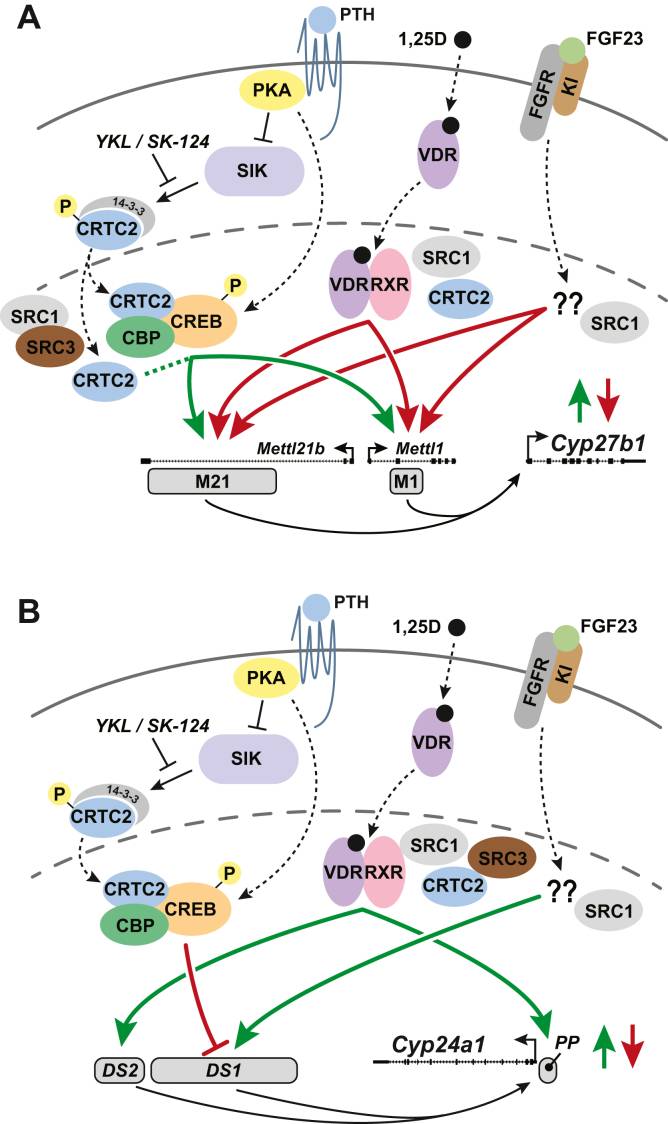 A
PTH
1,25D
FGF23
PKA
FGFR
Kl
YKL / SK-124
SIK
VDR
P
14-3-3
CRTC2
P
SRC1
CRTC2
CREB
CBP
VDR
RXR
CRTC2
SRC1
SRC3
CRTC2
??
SRC1
Mettl21b
Mettl1
Cyp27b1
M21
M1
B
PTH
1,25D
FGF23
PKA
FGFR
Kl
YKL / SK-124
SIK
VDR
P
14-3-3
CRTC2
P
SRC1
SRC3
CRTC2
CREB
CBP
VDR
RXR
CRTC2
??
SRC1
Cyp24a1
PP
DS2
DS1